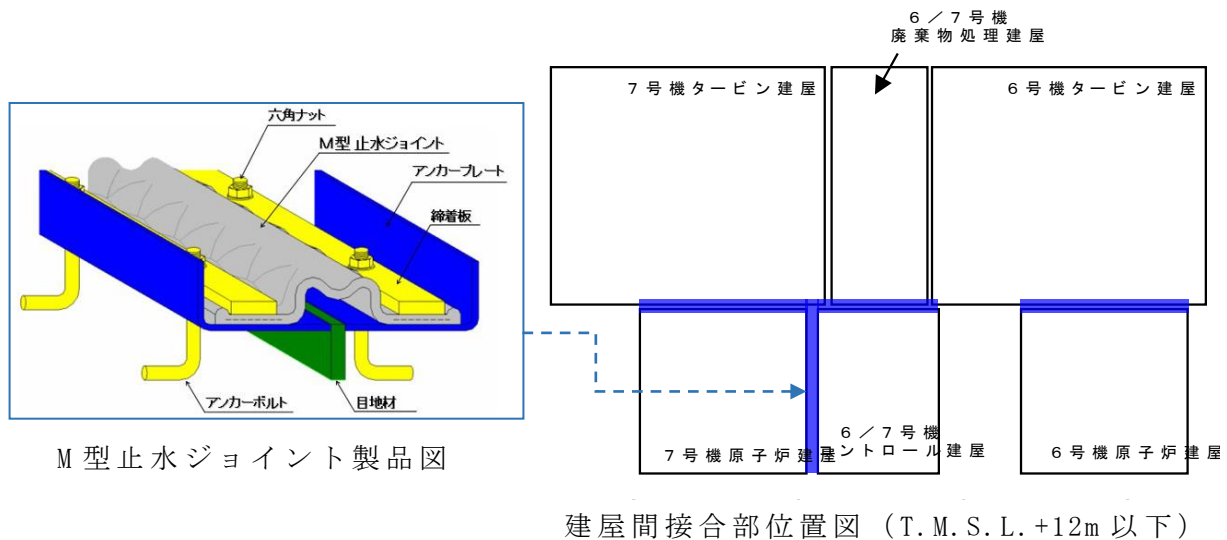 六角ナット
M型 止水ジョイント
アンカープレート
締着板
アンカーボルト
目地材
M型止水ジョイント製品図
6/7号機
廃棄物処理建屋
7号機タービン建屋
6号機タービン建屋
7号機原子炉建屋
6/7号機
コントロール建屋
6号機原子炉建屋
建屋間接合部位置図(T.M.S.L.+12m以下)